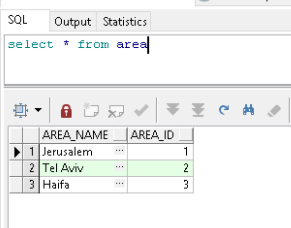 SQL Output Statistics
select * from area
AREA_NAME AREA_ID
1 Jerusalem ... 1
2 Tel Aviv ... 2
3 Haifa ... 3